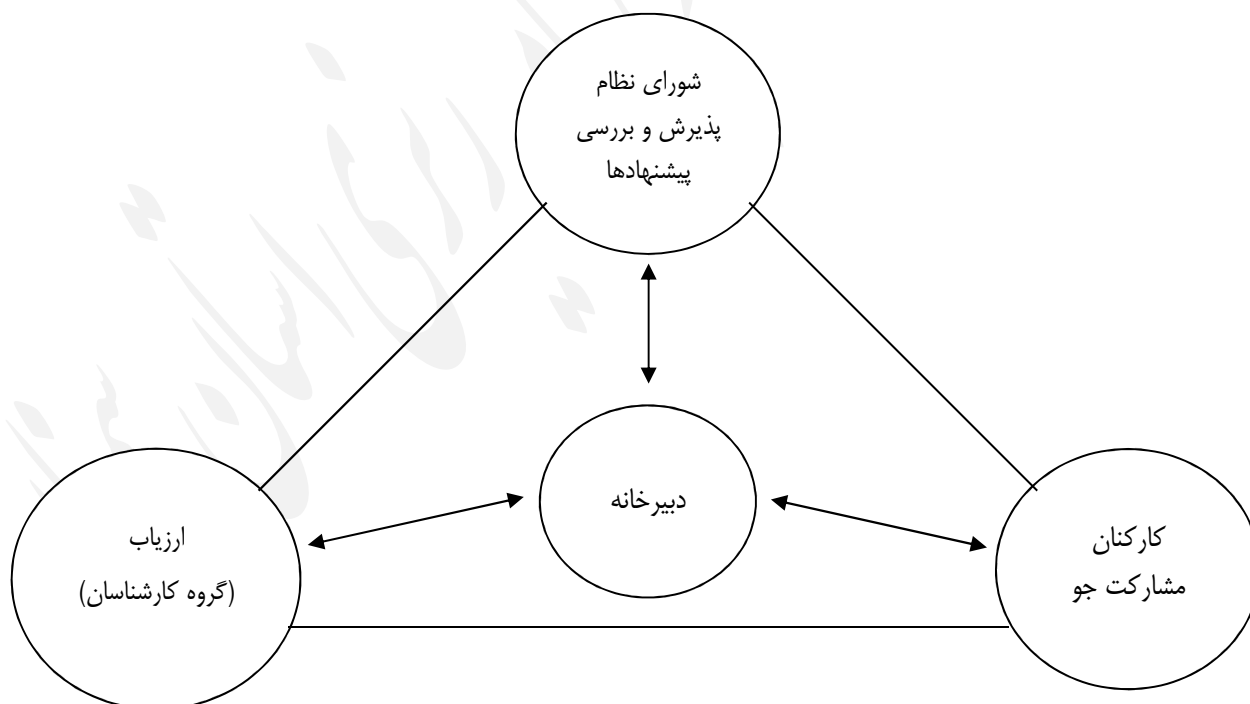 شورای نظام
پذیرش و بررسی
پیشنهادها
دبیرخانه
کارکنان
مشارکت جو
ارزیاب
(گروه کارشناسان)